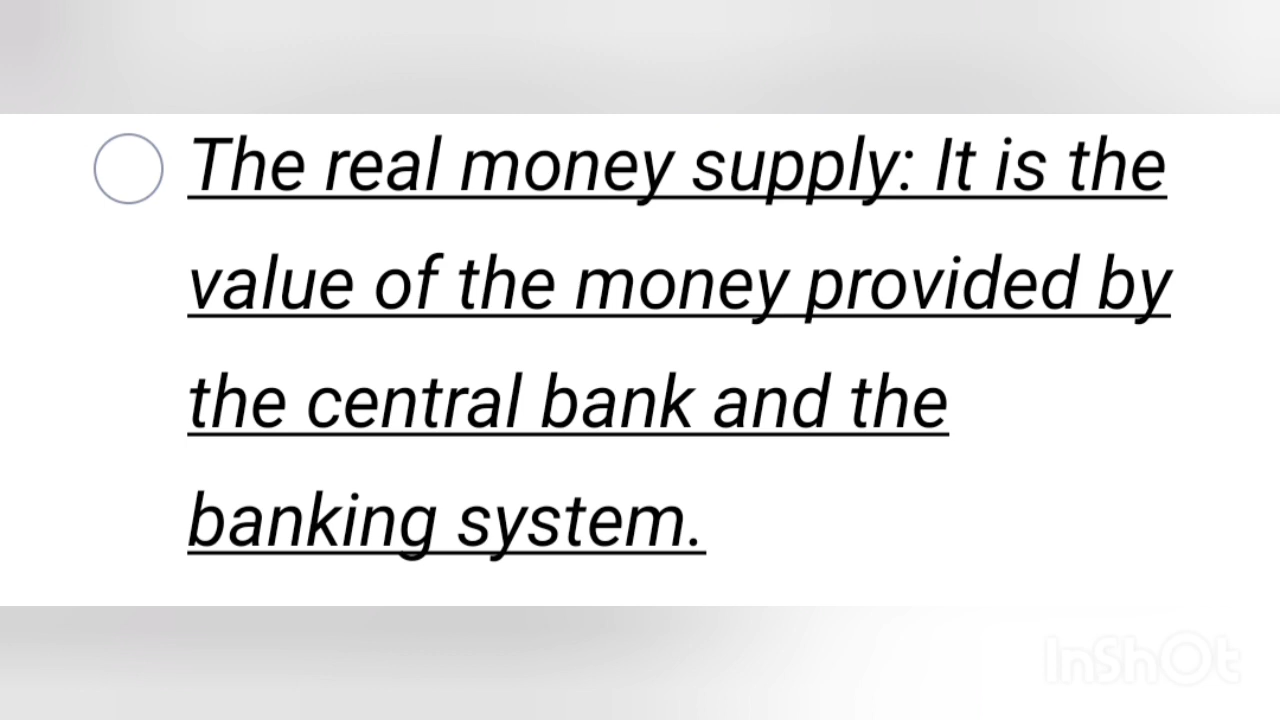 The real money supply: It is the
value of the money provided by
the central bank and the
banking system.
InShOt